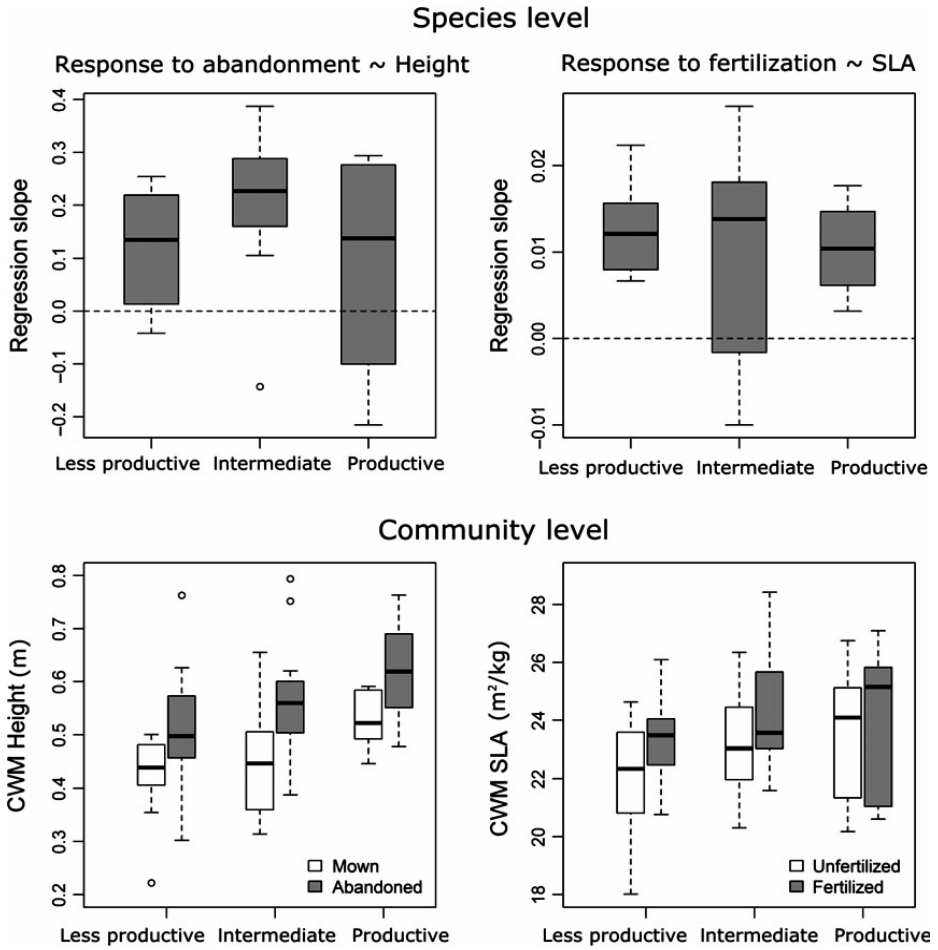 Species level
Response to abandonment ~ Height
Regression slope
0.4
0.3
0.2
0.1
0.0
−0.1
−0.2
Less productive Intermediate Productive
Response to fertilization ~ SLA
Regression slope
0.02
0.01
0.00
−0.01
Less productive Intermediate Productive
Community level
CWM Height (m)
0.8
0.7
0.6
0.5
0.4
0.3
0.2
Mown
Abandoned
Less productive Intermediate Productive
CWM SLA (m²/kg)
28
26
24
22
20
18
Unfertilized
Fertilized
Less productive Intermediate Productive